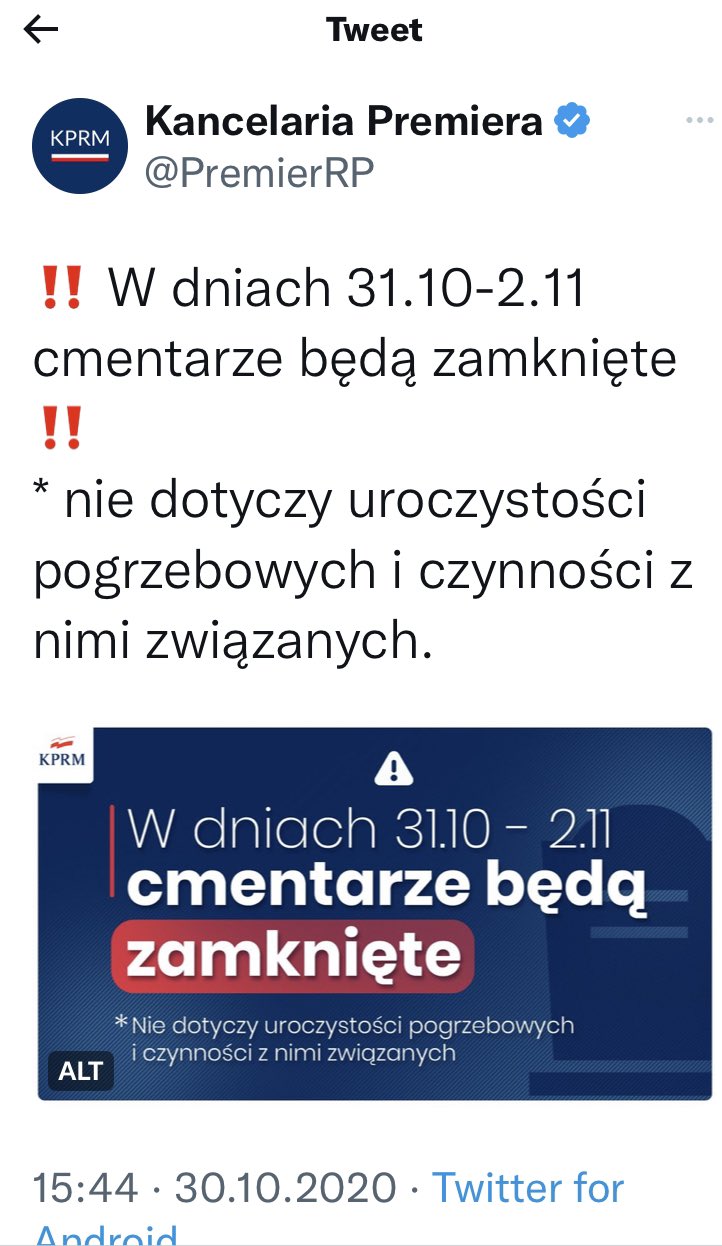 Tweet
KPRM
Kancelaria Premiera
@PremierRP
‼️ W dniach 31.10-2.11
cmentarze będą zamknięte
‼️
* nie dotyczy uroczystości
pogrzebowych i czynności z
nimi związanych.
KPRM
W dniach 31.10 – 2.11
cmentarze będą
zamknięte
*Nie dotyczy uroczystości pogrzebowych
i czynności z nimi związanych
ALT
15:44 · 30.10.2020 · Twitter for
Android